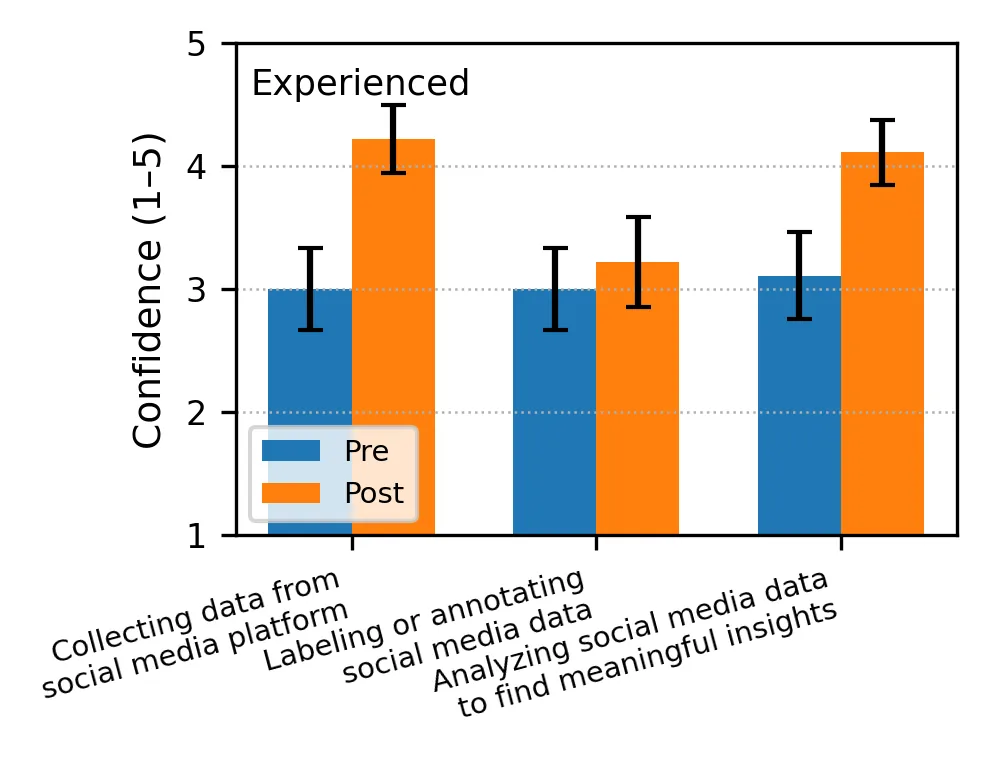 Experienced
Confidence (1–5)
5
4
3
2
1
Pre
Post
Collecting data from
social media platform
Labeling or annotating
social media data
Analyzing social media data
to find meaningful insights